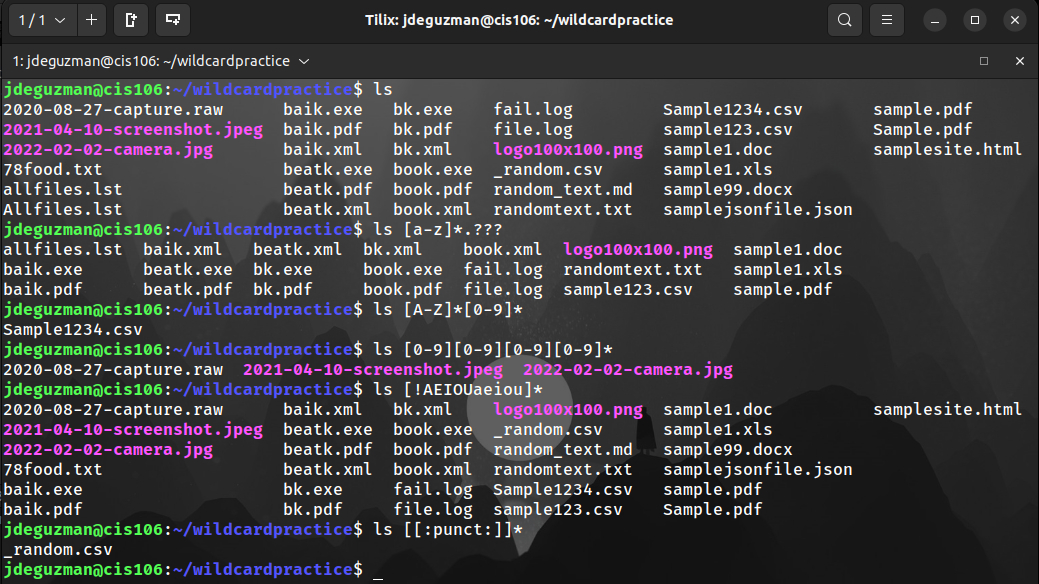 1 / 1
Tilix: jdeguzman@cis106: ~/wildcardpractice
1: jdeguzman@cis106: ~/wildcardpractice
jdeguzman@cis106:~/wildcardpractice$ ls
2020-08-27-capture.raw baik.exe bk.exe fail.log Sample1234.csv sample.pdf
2021-04-10-screenshot.jpeg baik.pdf bk.pdf file.log sample123.csv Sample.pdf
2022-02-02-camera.jpg baik.xml bk.xml logo100x100.png sample1.doc samplesite.html
78food.txt beatk.exe book.exe _random.csv sample1.xls
allfiles.lst beatk.pdf book.pdf random_text.md sample99.docx
Allfiles.lst beatk.xml book.xml randomtext.txt samplejsonfile.json
jdeguzman@cis106:~/wildcardpractice$ ls [a-z]*.???
allfiles.lst baik.xml beatk.xml bk.xml book.xml logo100x100.png sample1.doc
baik.exe beatk.exe bk.exe book.exe fail.log randomtext.txt sample1.xls
baik.pdf beatk.pdf bk.pdf book.pdf file.log sample123.csv sample.pdf
jdeguzman@cis106:~/wildcardpractice$ ls [A-Z]*[0-9]*
Sample1234.csv
jdeguzman@cis106:~/wildcardpractice$ ls [0-9][0-9][0-9][0-9]*
2020-08-27-capture.raw 2021-04-10-screenshot.jpeg 2022-02-02-camera.jpg
jdeguzman@cis106:~/wildcardpractice$ ls [!AEIOUaeiou]*
2020-08-27-capture.raw baik.xml bk.xml logo100x100.png sample1.doc samplesite.html
2021-04-10-screenshot.jpeg beatk.exe book.exe _random.csv sample1.xls
2022-02-02-camera.jpg beatk.pdf book.pdf random_text.md sample99.docx
78food.txt beatk.xml book.xml randomtext.txt samplejsonfile.json
baik.exe bk.exe fail.log Sample1234.csv sample.pdf
baik.pdf bk.pdf file.log sample123.csv Sample.pdf
jdeguzman@cis106:~/wildcardpractice$ ls [[:punct:]]*
_random.csv
jdeguzman@cis106:~/wildcardpractice$ _